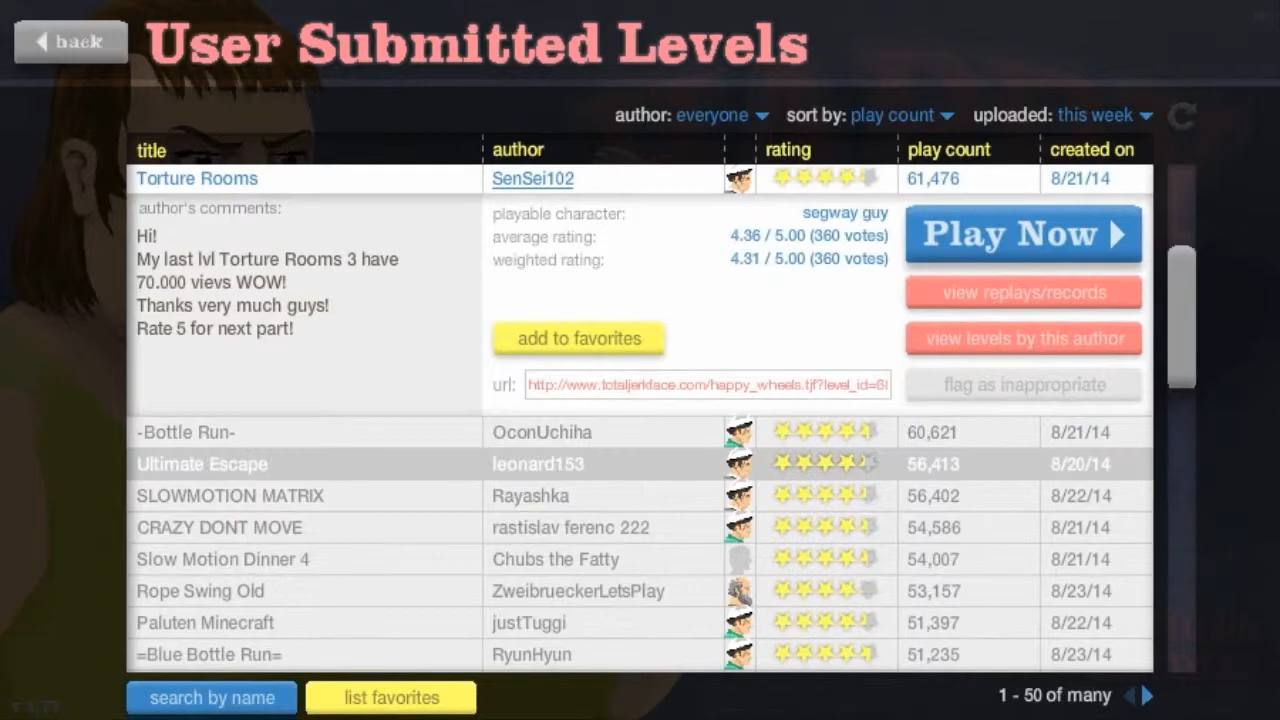 back
User Submitted Levels
author: everyone sort by: play count uploaded: this week
title author rating play count created on
Torture Rooms SenSei102 61,476 8/21/14
author's comments:
Hi!
My last lvl Torture Rooms 3 have
70.000 vievs WOW!
Thanks very much guys!
Rate 5 for next part!
playable character: segway guy
average rating: 4.36 / 5.00 (360 votes)
weighted rating: 4.31 / 5.00 (360 votes)
add to favorites
url: http://www.totaljerkface.com/happy_wheels.tjf?level_id=
Play Now
view replays/records
view levels by this author
flag as inappropriate
-Bottle Run- OconUchiha 60,621 8/21/14
Ultimate Escape leonard153 56,413 8/20/14
SLOWMOTION MATRIX Rayashka 56,402 8/22/14
CRAZY DONT MOVE rastislav ferenc 222 54,586 8/21/14
Slow Motion Dinner 4 Chubs the Fatty 54,007 8/21/14
Rope Swing Old ZweibrueckerLetsPlay 53,157 8/23/14
Paluten Minecraft justTuggi 51,397 8/22/14
=Blue Bottle Run= RyunHyun 51,235 8/23/14
search by name list favorites 1 - 50 of many